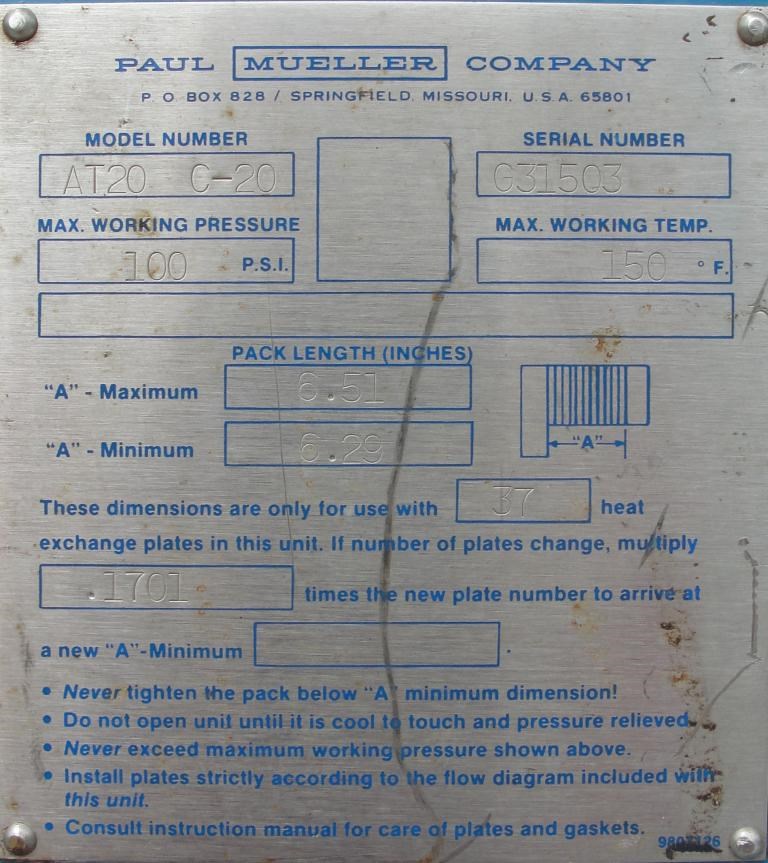 PAUL MUELLER COMPANY
P. O. BOX 828 / SPRINGFIELD, MISSOURI, U.S.A. 65801
MODEL NUMBER SERIAL NUMBER
AT20 C-20 G31503
MAX. WORKING PRESSURE MAX. WORKING TEMP.
100 P.S.I. 150 ° F.
PACK LENGTH (INCHES)
“A” - Maximum 6.51
“A”
“A” - Minimum 6.29
These dimensions are only for use with 37 heat
exchange plates in this unit. If number of plates change, multiply
.1701 times the new plate number to arrive at
a new “A”-Minimum .
• Never tighten the pack below “A” minimum dimension!
• Do not open unit until it is cool to touch and pressure relieved.
• Never exceed maximum working pressure shown above.
• Install plates strictly according to the flow diagram included with
this unit.
• Consult instruction manual for care of plates and gaskets.